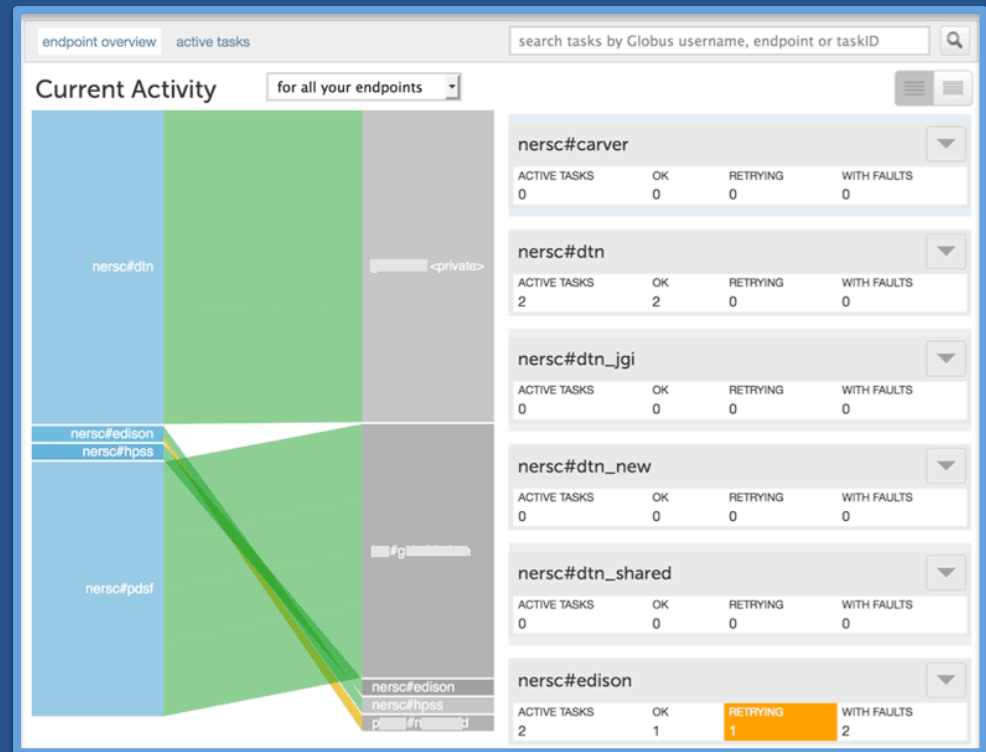 endpoint overview active tasks
search tasks by Globus username, endpoint or taskID
Current Activity
for all your endpoints
nersc#dtn
<private>
nersc#edison
nersc#hpss
nersc#pdsf
#g
nersc#edison
nersc#hpss
p #n d
nersc#carver
ACTIVE TASKS OK RETRYING WITH FAULTS
0 0 0 0
nersc#dtn
ACTIVE TASKS OK RETRYING WITH FAULTS
2 2 0 0
nersc#dtn_jgi
ACTIVE TASKS OK RETRYING WITH FAULTS
0 0 0 0
nersc#dtn_new
ACTIVE TASKS OK RETRYING WITH FAULTS
0 0 0 0
nersc#dtn_shared
ACTIVE TASKS OK RETRYING WITH FAULTS
0 0 0 0
nersc#edison
ACTIVE TASKS OK RETRYING WITH FAULTS
2 1 1 2